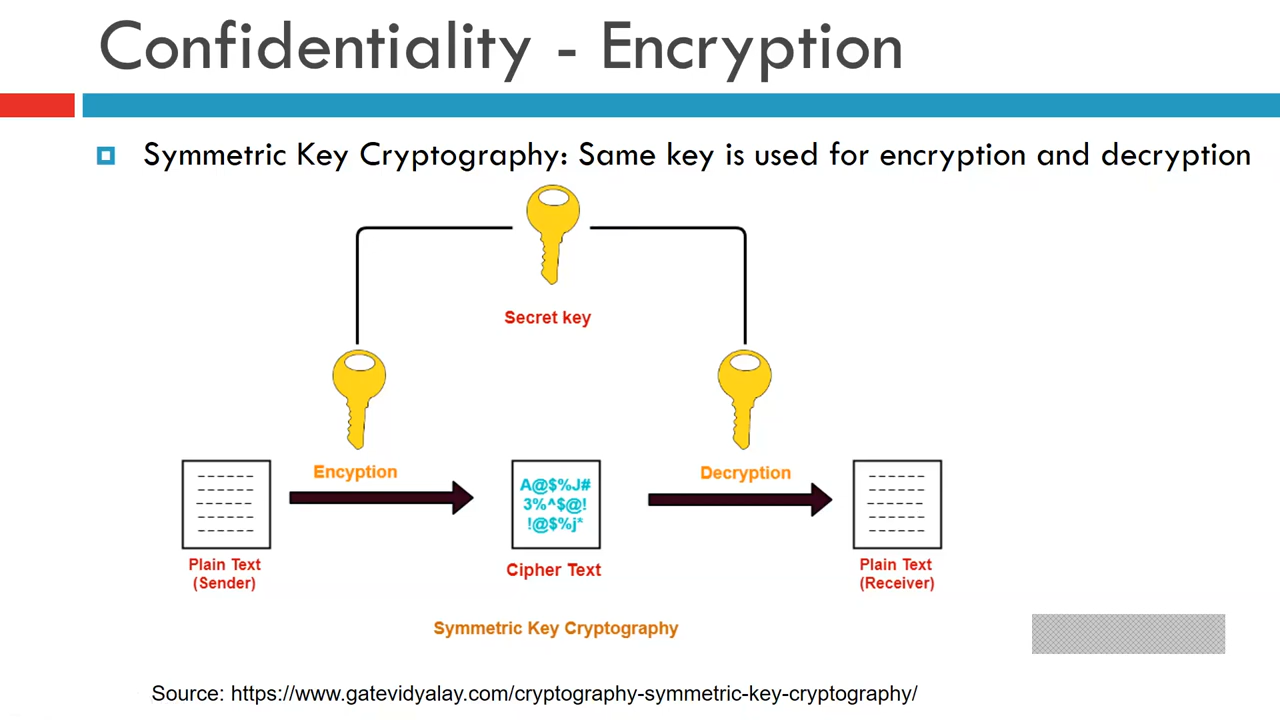 Confidentiality - Encryption
Symmetric Key Cryptography: Same key is used for encryption and decryption
Secret key
Encyption
Decryption
A@$%J#
3%^$@!
!@$%j*
Plain Text
(Sender)
Cipher Text
Plain Text
(Receiver)
Symmetric Key Cryptography
Source: https://www.gatevidyalay.com/cryptography-symmetric-key-cryptography/